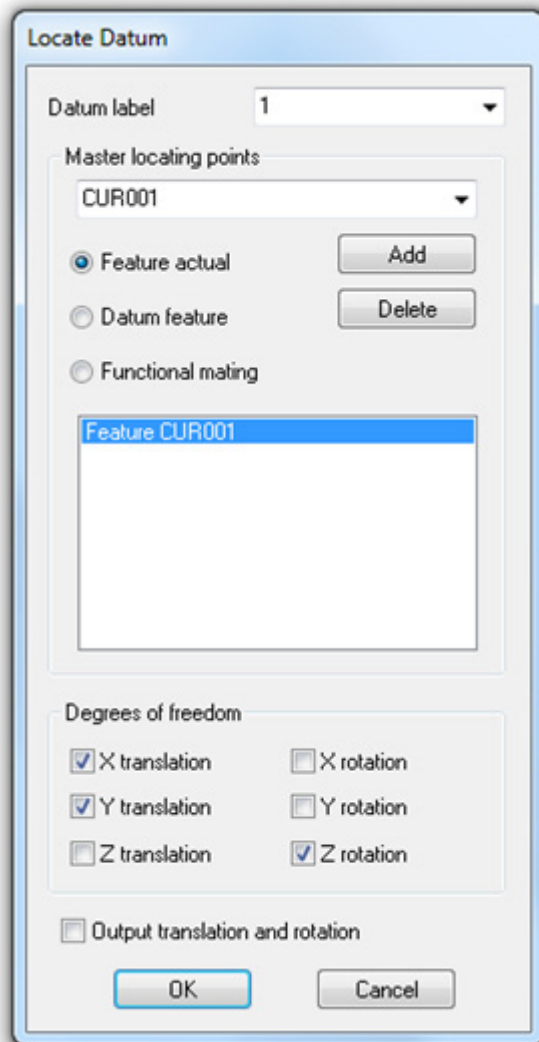 Locate Datum
Datum label 1
Master locating points
CUR001
Feature actual Add
Datum feature Delete
Functional mating
Feature CUR001
Degrees of freedom
X translation X rotation
Y translation Y rotation
Z translation Z rotation
Output translation and rotation
OK Cancel